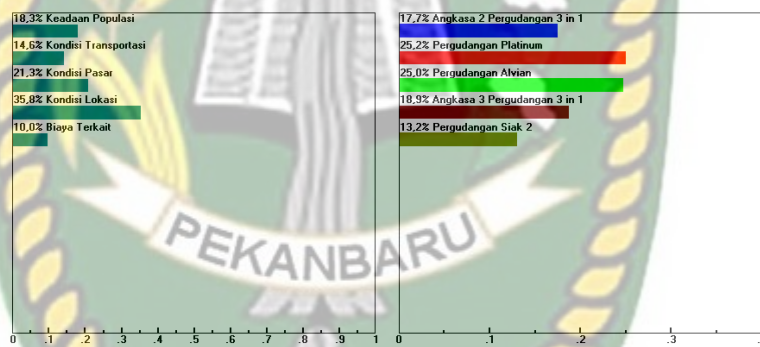 18,3% Keadaan Populasi
14,6% Kondisi Transportasi
21,3% Kondisi Pasar
35,8% Kondisi Lokasi
10,0% Biaya Terkait
0 .1 .2 .3 .4 .5 .6 .7 .8 .9 1
17,7% Angkasa 2 Pergudangan 3 in 1
25,2% Pergudangan Platinum
25,0% Pergudangan Alvian
18,9% Angkasa 3 Pergudangan 3 in 1
13,2% Pergudangan Siak 2
0 .1 .2 .3
PEKANBARU